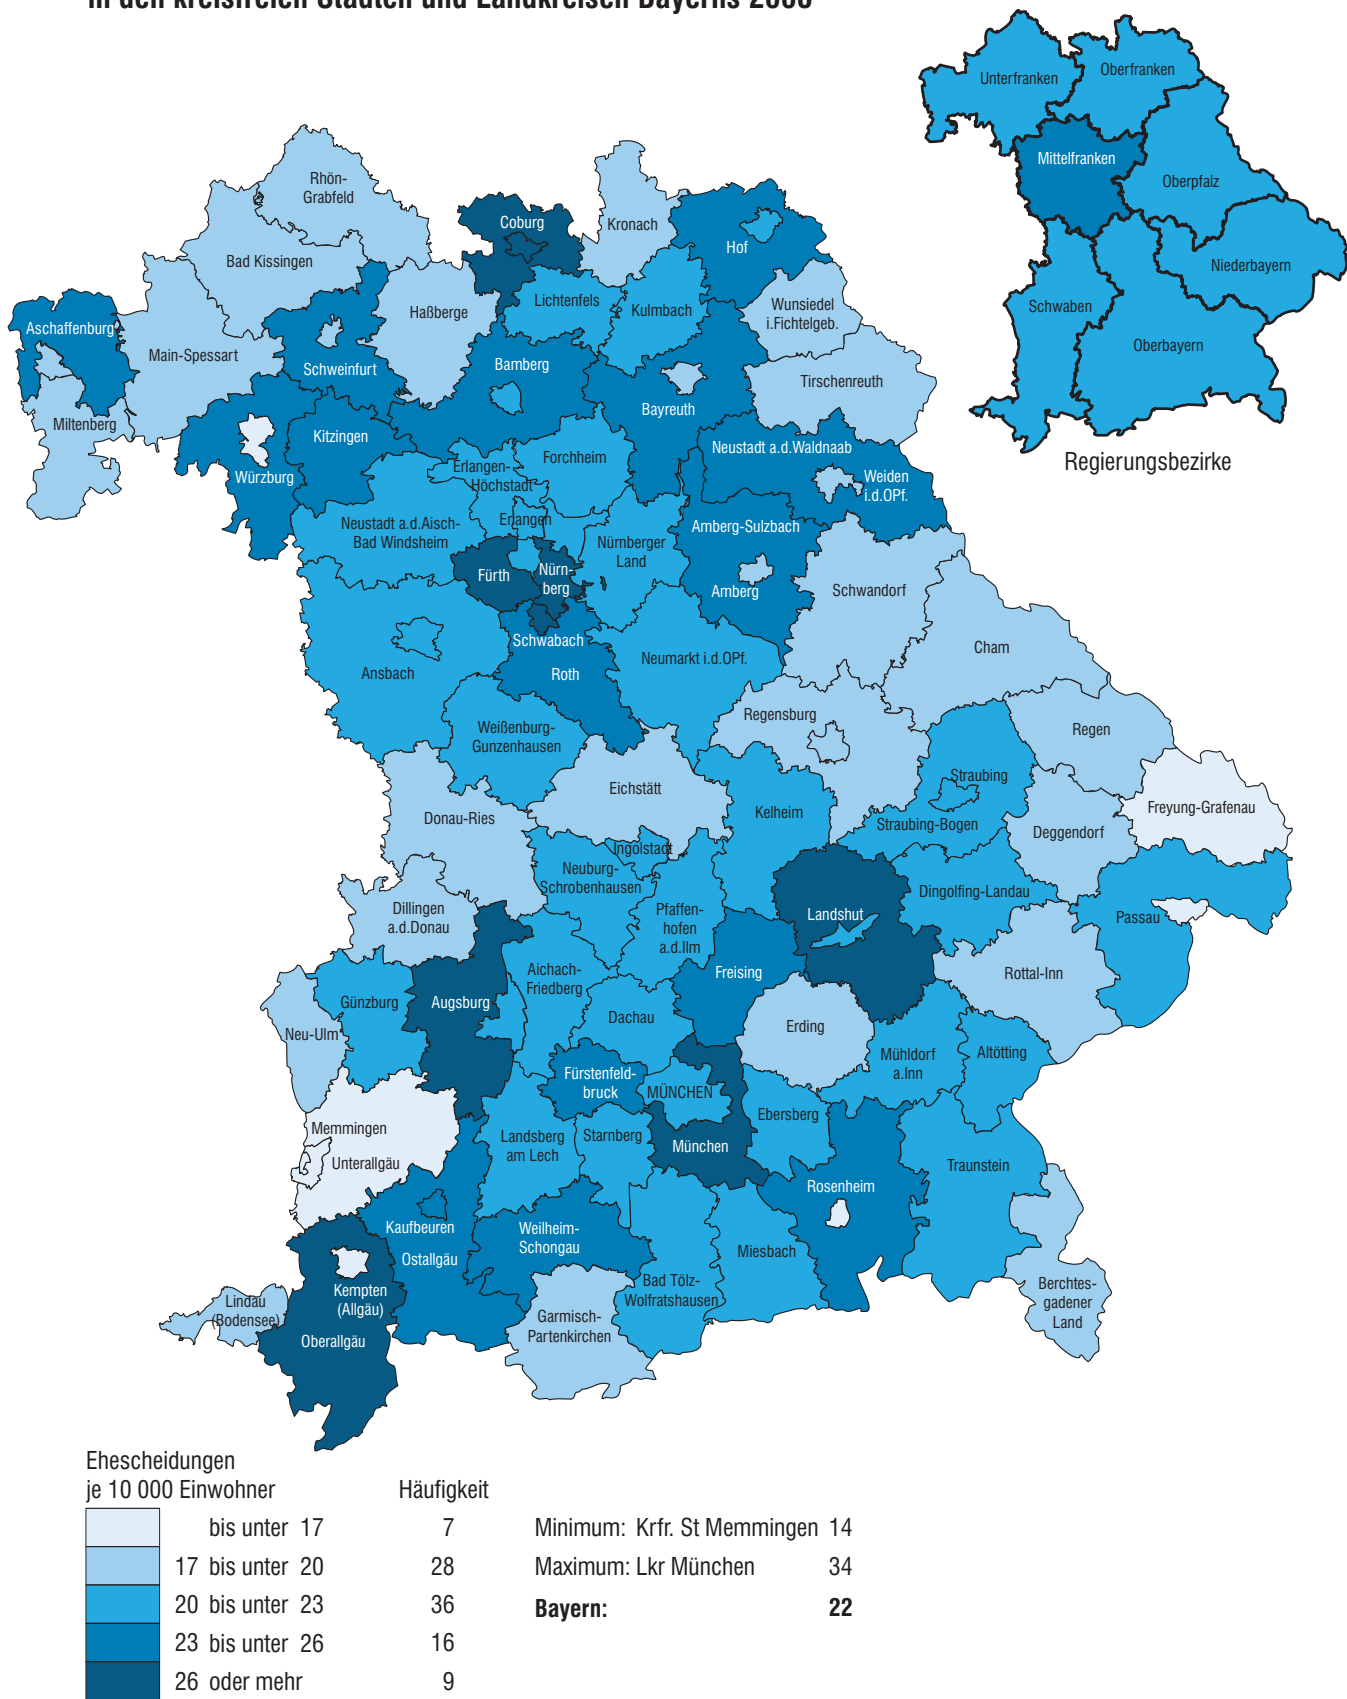 in den kreisfreien Städten und Landkreisen Bayerns
Unterfranken
Oberfranken
Mittelfranken
Oberpfalz
Niederbayern
Schwaben
Oberbayern
Regierungsbezirke
Rhön-
Grabfeld
Coburg
Kronach
Hof
Bad Kissingen
Lichtenfels
Kulmbach
Wunsiedel
i.Fichtelgeb.
Haßberge
Aschaffenburg
Main-Spessart
Schweinfurt
Bamberg
Bayreuth
Tirschenreuth
Miltenberg
Kitzingen
Würzburg
Erlangen-
Höchstadt
Forchheim
Neustadt a.d.Waldnaab
Weiden
i.d.OPf.
Neustadt a.d.Aisch-
Bad Windsheim
Erlangen
Nürnberger
Land
Amberg-Sulzbach
Fürth
Nürn-
berg
Amberg
Schwandorf
Schwabach
Roth
Ansbach
Neumarkt i.d.OPf.
Cham
Weißenburg-
Gunzenhausen
Regensburg
Regen
Eichstätt
Straubing
Freyung-Grafenau
Donau-Ries
Kelheim
Straubing-Bogen
Deggendorf
Ingolstadt
Neuburg-
Schrobenhausen
Dingolfing-Landau
Dillingen
a.d.Donau
Pfaffen-
hofen
a.d.Ilm
Landshut
Passau
Aichach-
Friedberg
Freising
Rottal-Inn
Günzburg
Augsburg
Dachau
Erding
Neu-Ulm
Mühldorf
a.Inn
Altötting
Fürstenfeld-
bruck
MÜNCHEN
Ebersberg
Memmingen
Unterallgäu
Landsberg
am Lech
Starnberg
München
Traunstein
Rosenheim
Kaufbeuren
Ostallgäu
Weilheim-
Schongau
Miesbach
Bad Tölz-
Wolfratshausen
Berchtes-
gadener
Land
Kempten
(Allgäu)
Lindau
(Bodensee)
Oberallgäu
Garmisch-
Partenkirchen
Ehescheidungen
je 10 000 Einwohner Häufigkeit
bis unter 17 7
17 bis unter 20 28
20 bis unter 23 36
23 bis unter 26 16
26 oder mehr 9
Minimum: Krfr. St Memmingen 14
Maximum: Lkr München 34
Bayern: 22